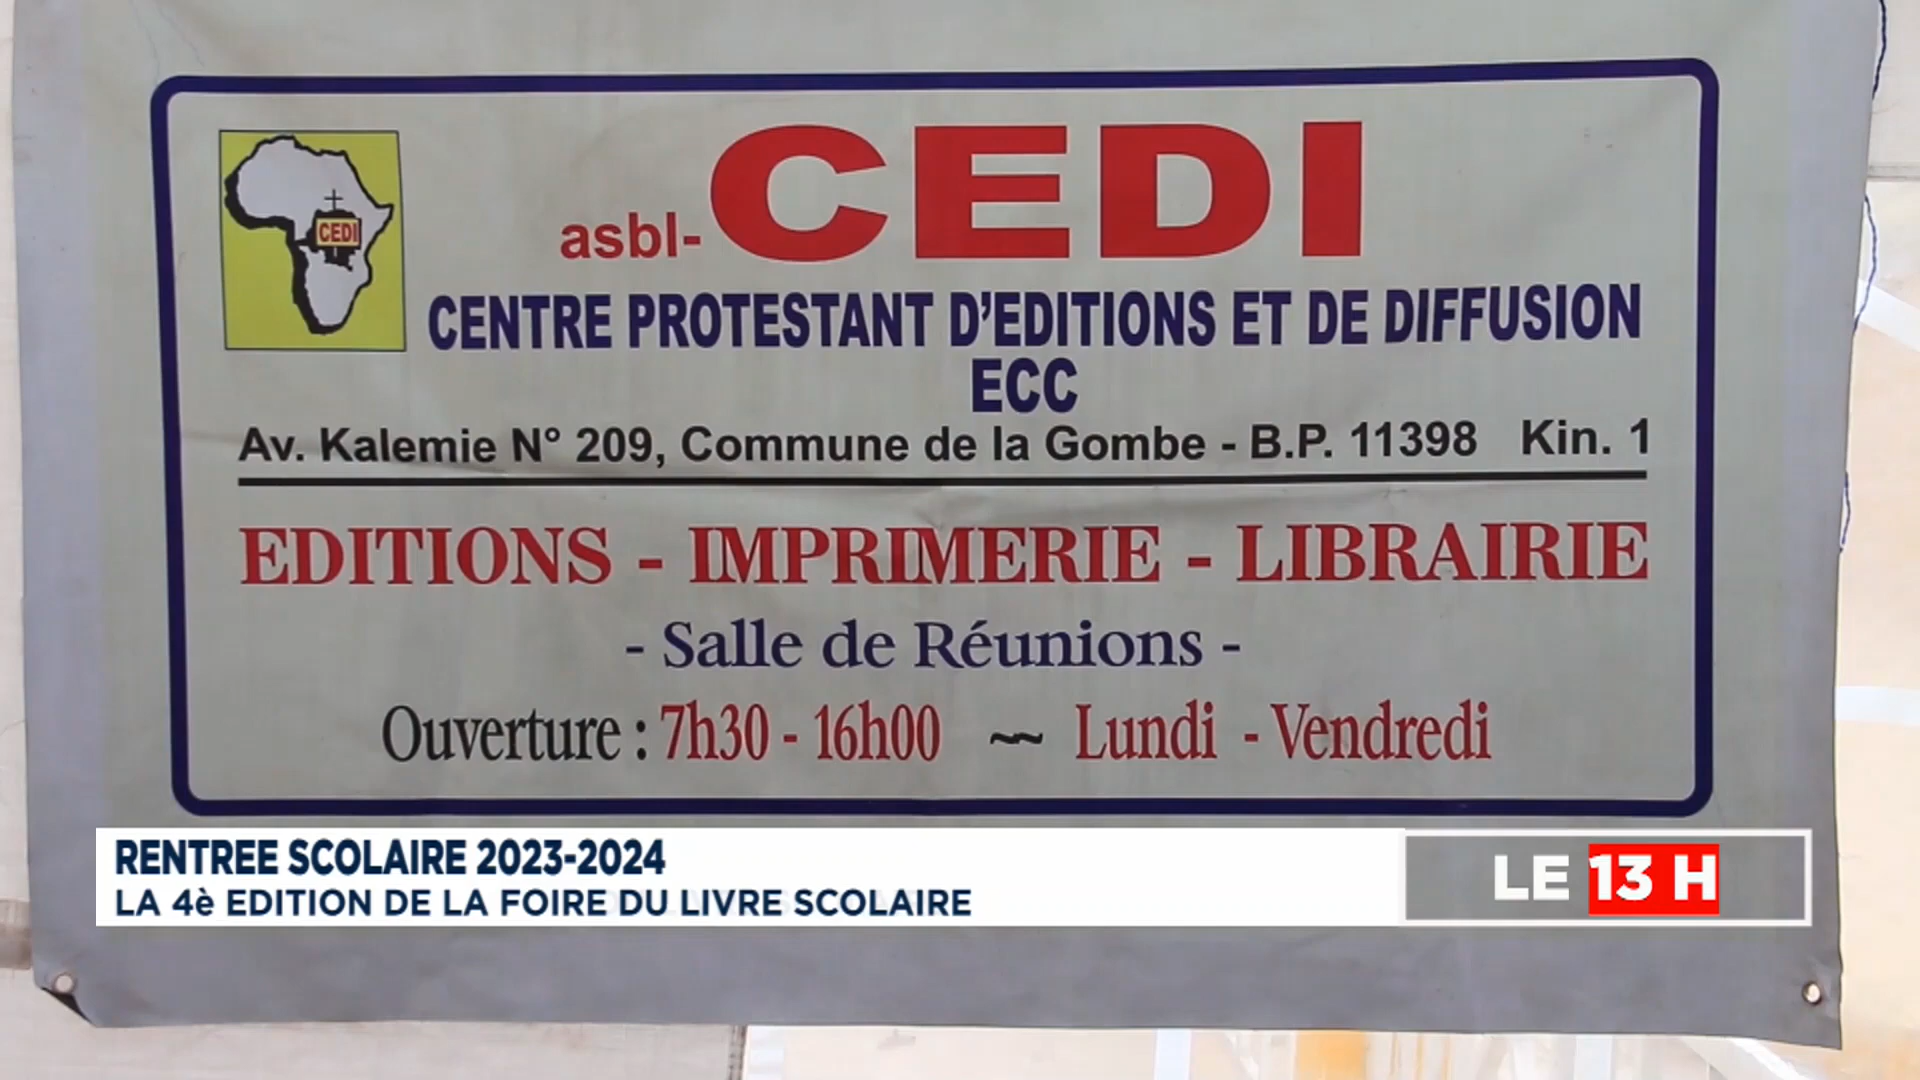 CEDI
asbl-CEDI
CENTRE PROTESTANT D'EDITIONS ET DE DIFFUSION
ECC
Av. Kalemie N° 209, Commune de la Gombe - B.P. 11398 Kin. 1
EDITIONS - IMPRIMERIE - LIBRAIRIE
- Salle de Réunions -
Ouverture : 7h30 - 16h00 ~~ Lundi - Vendredi
RENTREE SCOLAIRE 2023-2024
LA 4è EDITION DE LA FOIRE DU LIVRE SCOLAIRE
LE 13 H